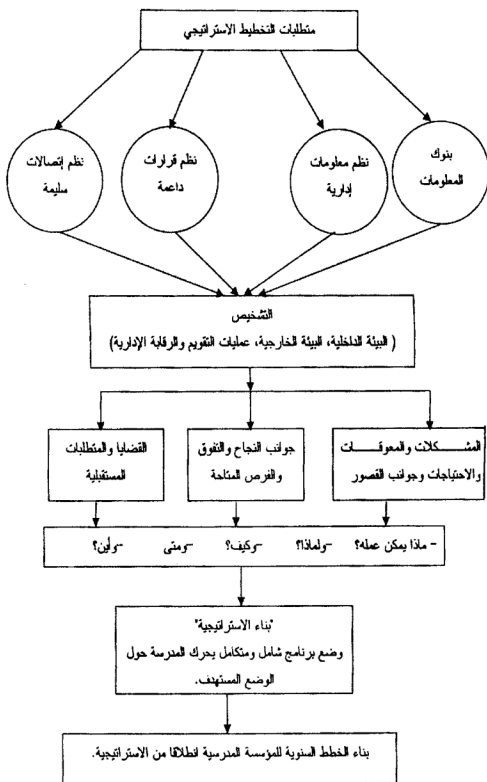 متطلبات التخطيط الاستراتيجي
بنوك
المعلومات
نظم معلومات
إدارية
نظم قرارات
داعمة
نظم إتصالات
سليمة
التشخيص
( البيئة الداخلية، البيئة الخارجية، عمليات التقويم والرقابة الإدارية)
المشكلات والمعوقات
والاحتياجات وجوانب القصور
جوانب النجاح والتفوق
والفرص المتاحة
القضايا والمتطلبات
المستقبلية
- ماذا يمكن عمله؟ -ولماذا؟ -وكيف؟ -ومتى -وأين؟
"بناء الاستراتيجية"
وضع برنامج شامل ومتكامل يحرك المدرسة حول
الوضع المستهدف.
بناء الخطط السنوية للمؤسسة المدرسية انطلاقا من الاستراتيجية.